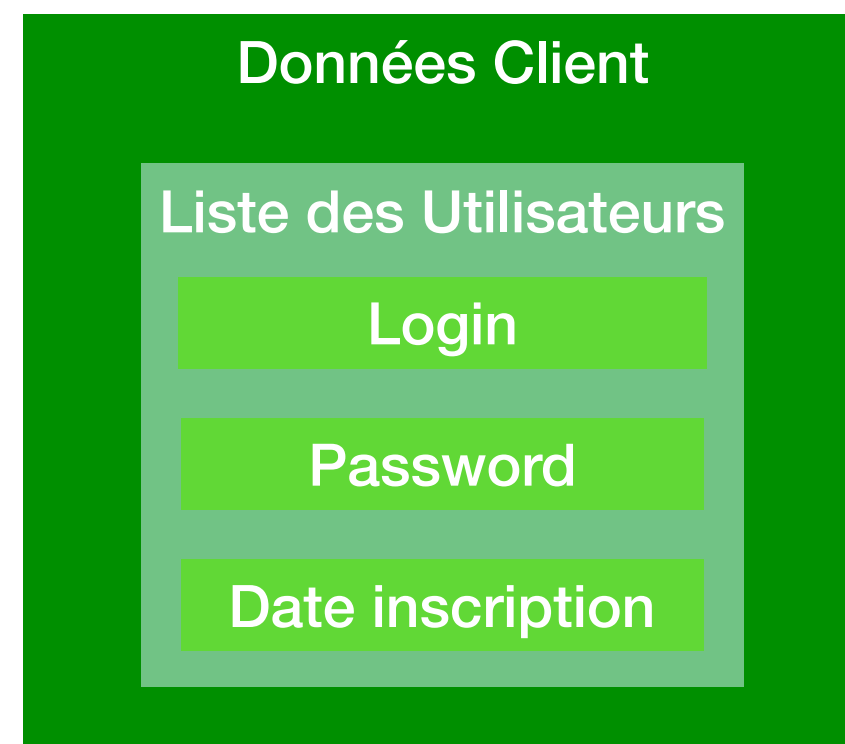 Données Client
Liste des Utilisateurs
Login
Password
Date inscription